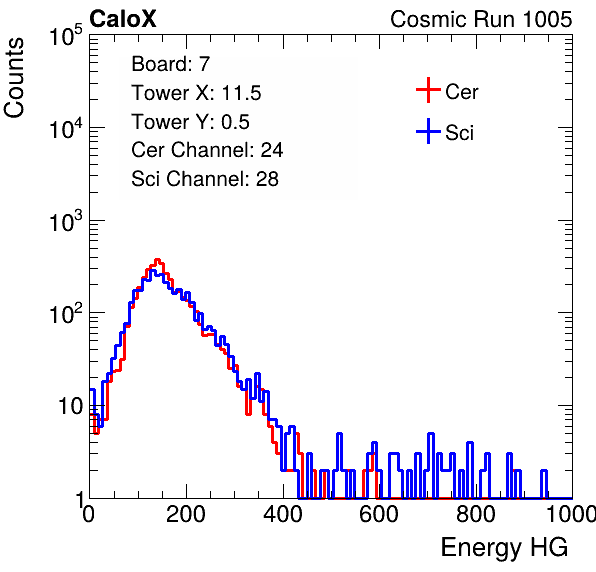 CaloX
Cosmic Run 1005
Counts
10^5
10^4
10^3
10^2
10
1
Board: 7
Tower X: 11.5
Tower Y: 0.5
Cer Channel: 24
Sci Channel: 28
Cer
Sci
0 200 400 600 800 1000
Energy HG